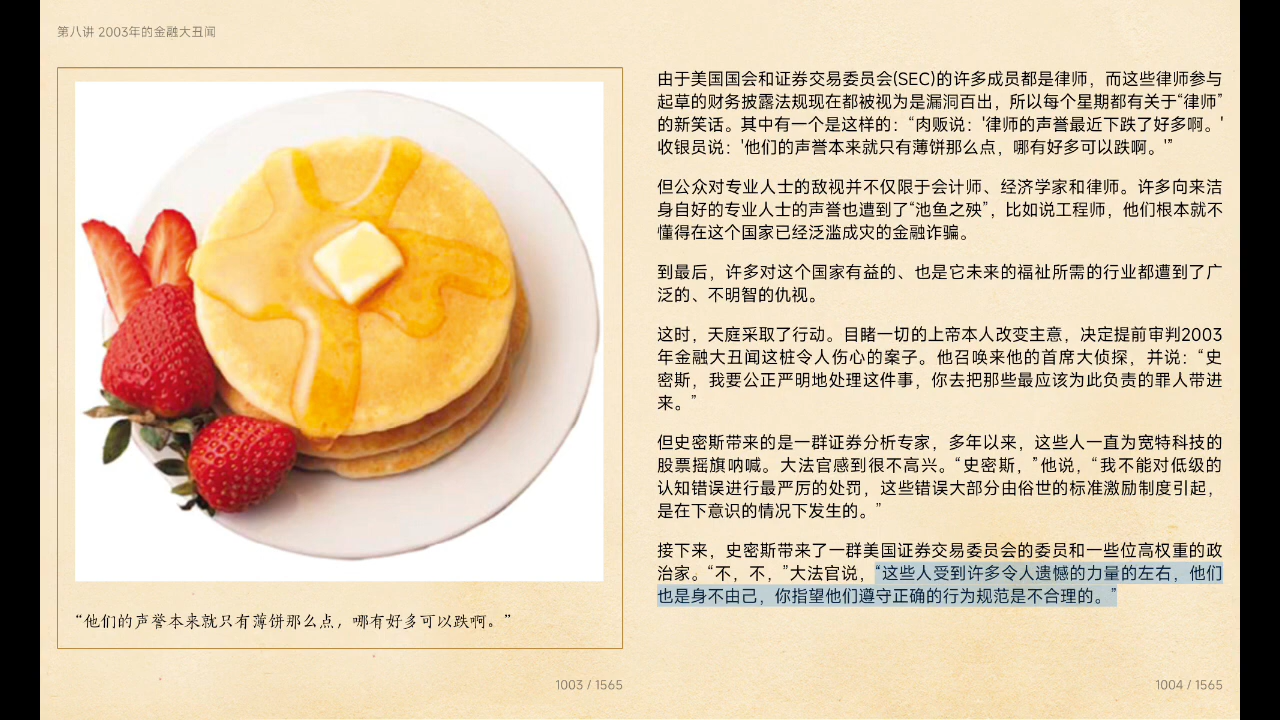 第八讲 2003年的金融大丑闻
“他们的声誉本来就只有薄饼那么点，哪有好多可以跌啊。”
1003 / 1565
由于美国国会和证券交易委员会(SEC)的许多成员都是律师，而这些律师参与
起草的财务披露法规现在都被视为是漏洞百出，所以每个星期都有关于“律师”
的新笑话。其中有一个是这样的：“肉贩说：'律师的声誉最近下跌了好多啊。'
收银员说：'他们的声誉本来就只有薄饼那么点，哪有好多可以跌啊。'”
但公众对专业人士的敌视并不仅限于会计师、经济学家和律师。许多向来洁
身自好的专业人士的声誉也遭到了“池鱼之殃”，比如说工程师，他们根本就不
懂得在这个国家已经泛滥成灾的金融诈骗。
到最后，许多对这个国家有益的、也是它未来的福祉所需的行业都遭到了广
泛的、不明智的仇视。
这时，天庭采取了行动。目睹一切的上帝本人改变主意，决定提前审判2003
年金融大丑闻这桩令人伤心的案子。他召唤来他的首席大侦探，并说：“史
密斯，我要公正严明地处理这件事，你去把那些最应该为此负责的罪人带进
来。”
但史密斯带来的是一群证券分析专家，多年以来，这些人一直为宽特科技的
股票摇旗呐喊。大法官感到很不高兴。“史密斯，”他说，“我不能对低级的
认知错误进行最严厉的处罚，这些错误大部分由俗世的标准激励制度引起，
是在下意识的情况下发生的。”
接下来，史密斯带来了一群美国证券交易委员会的委员和一些位高权重的政
治家。“不，不，”大法官说，“这些人受到许多令人遗憾的力量的左右，他们
也是身不由己，你指望他们遵守正确的行为规范是不合理的。”
1004 / 1565